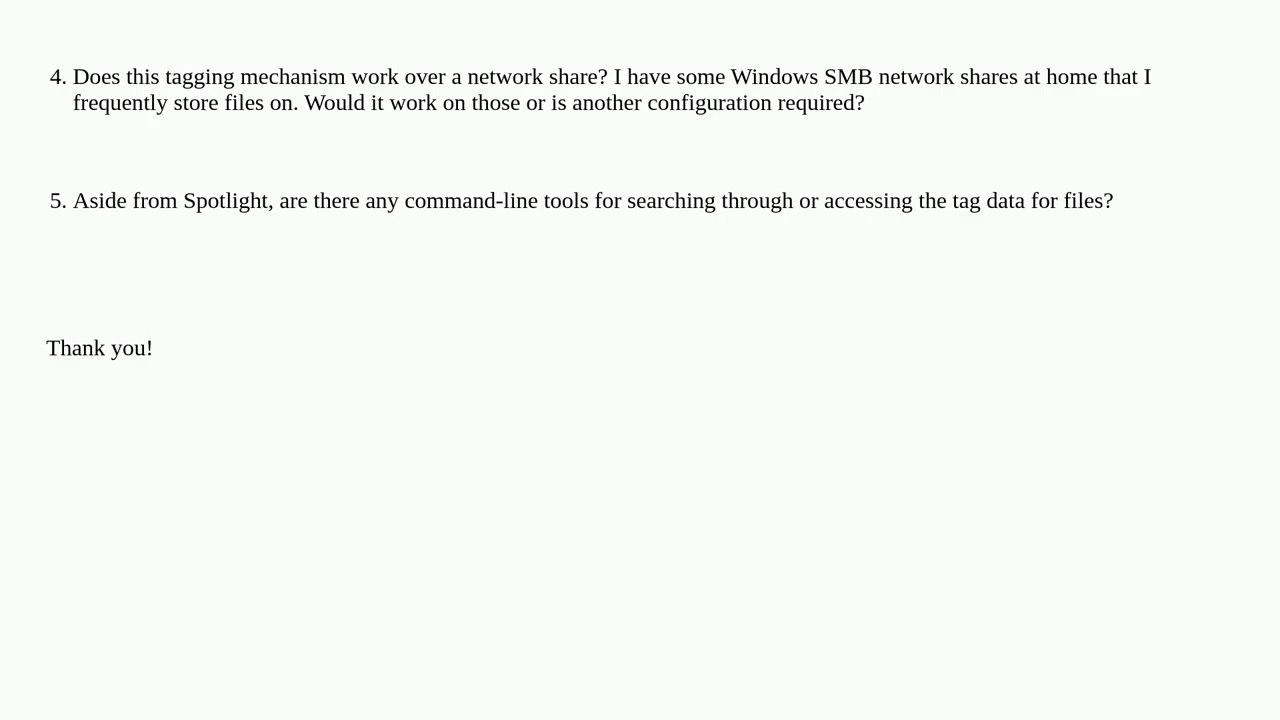 4. Does this tagging mechanism work over a network share? I have some Windows SMB network shares at home that I
frequently store files on. Would it work on those or is another configuration required?
5. Aside from Spotlight, are there any command-line tools for searching through or accessing the tag data for files?
Thank you!